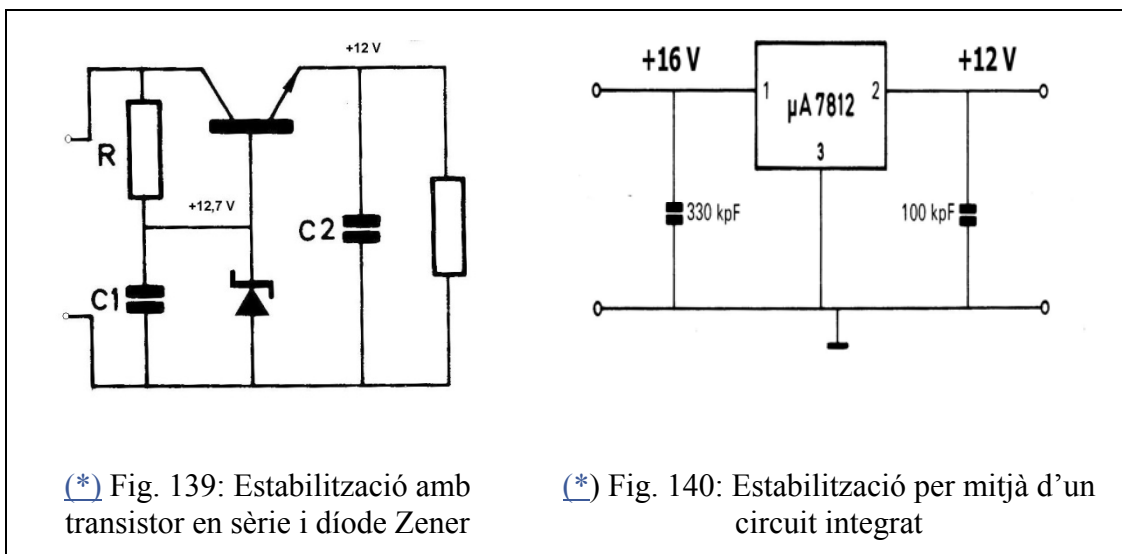 +12 V
R
+12,7 V
C1
C2
+16 V
+12 V
1
µA 7812
2
3
330 kpF
100 kpF
(*) Fig. 139: Estabilització amb
transistor en sèrie i díode Zener
(*) Fig. 140: Estabilització per mitjà d’un
circuit integrat